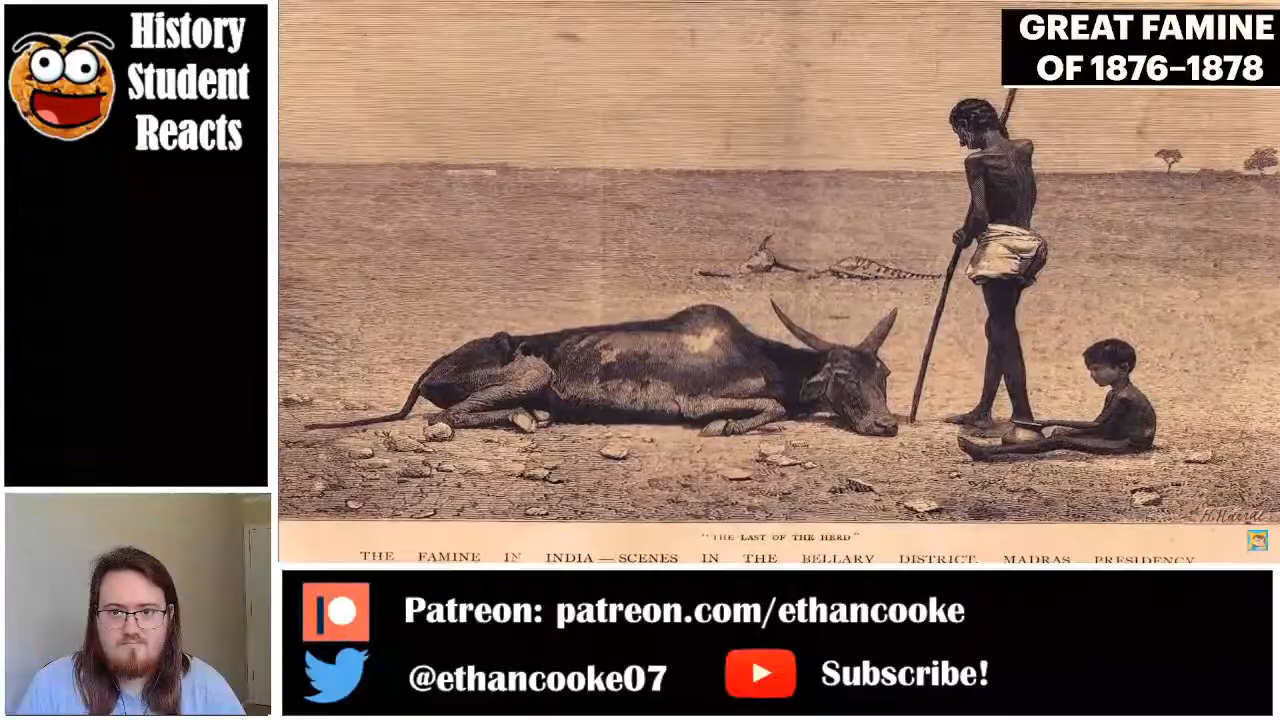 History
Student
Reacts
GREAT FAMINE
OF 1876–1878
"THE LAST OF THE HERD"
THE FAMINE IN INDIA — SCENES IN THE BELLARY DISTRICT, MADRAS PRESIDENCY
Patreon: patreon.com/ethancooke
@ethancooke07
Subscribe!